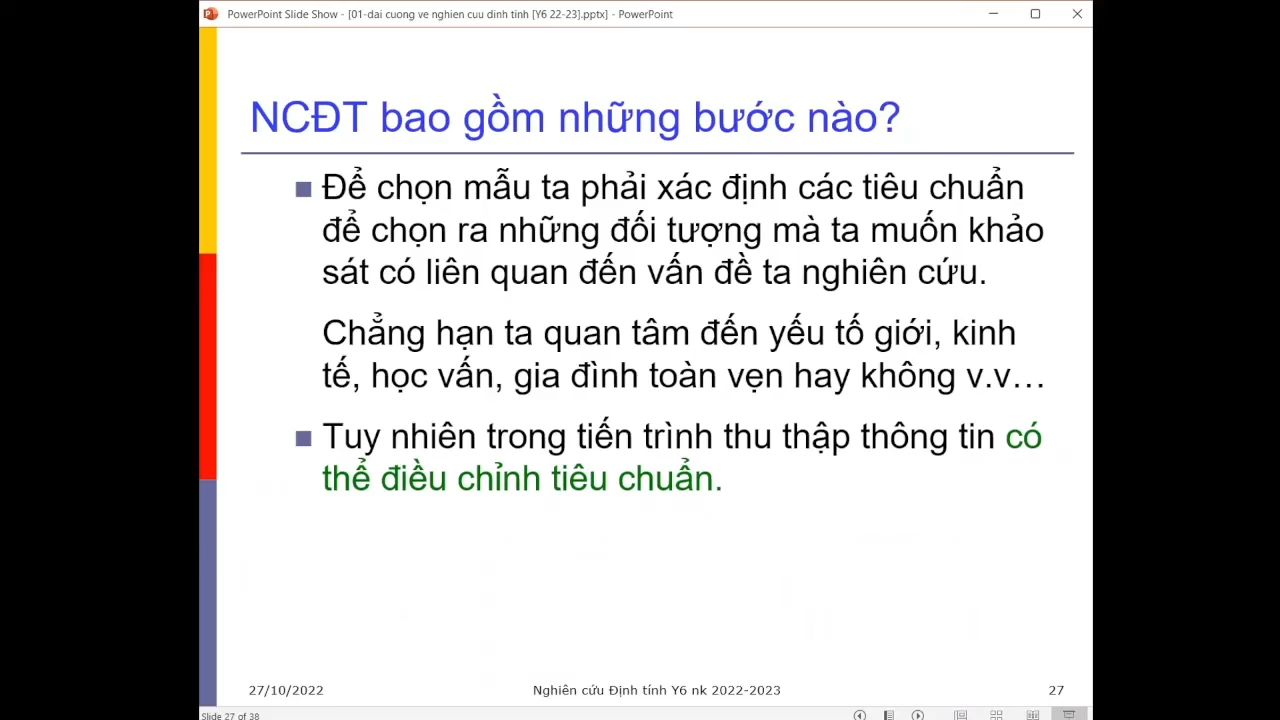 PowerPoint Slide Show - [01-dai cuong ve nghien cuu dinh tinh [Y6 22-23].pptx] - PowerPoint
NCĐT bao gồm những bước nào?
Để chọn mẫu ta phải xác định các tiêu chuẩn
để chọn ra những đối tượng mà ta muốn khảo
sát có liên quan đến vấn đề ta nghiên cứu.
Chẳng hạn ta quan tâm đến yếu tố giới, kinh
tế, học vấn, gia đình toàn vẹn hay không v.v…
Tuy nhiên trong tiến trình thu thập thông tin có
thể điều chỉnh tiêu chuẩn.
27/10/2022 Nghiên cứu Định tính Y6 nk 2022-2023 27
Slide 27 of 38